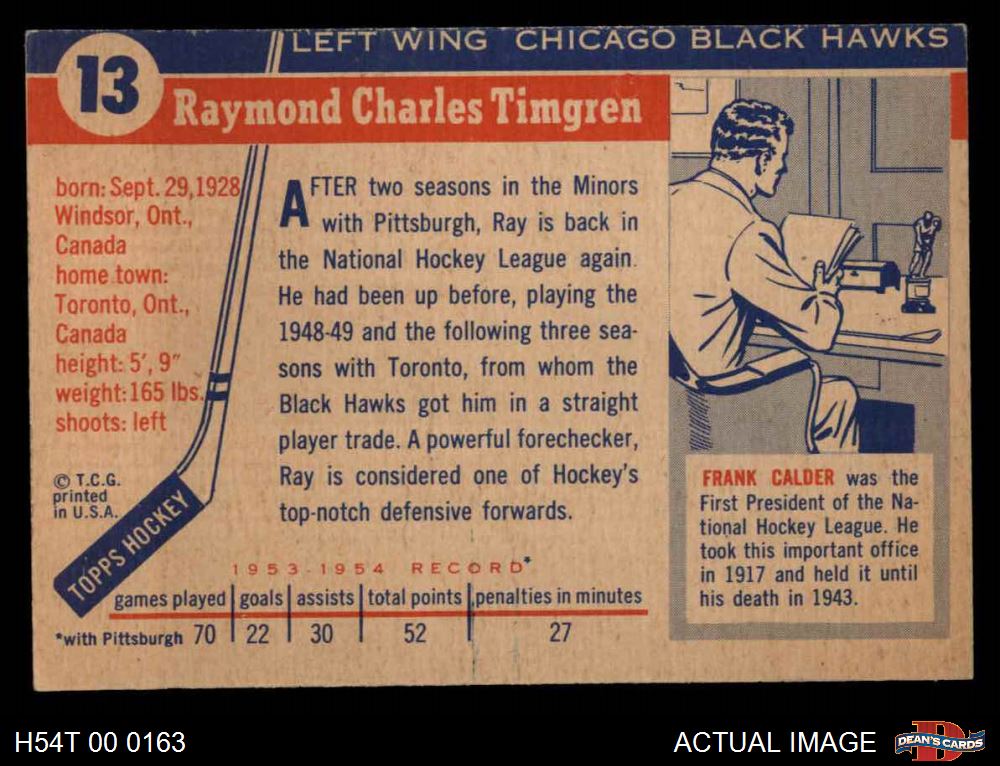 13
LEFT WING CHICAGO BLACK HAWKS
Raymond Charles Timgren
born: Sept. 29, 1928
Windsor, Ont.,
Canada
home town:
Toronto, Ont.,
Canada
height: 5′, 9″
weight: 165 lbs.
shoots: left
© T.C.G.
printed
in U.S.A.
TOPPS HOCKEY
AFTER two seasons in the Minors
with Pittsburgh, Ray is back in
the National Hockey League again.
He had been up before, playing the
1948-49 and the following three sea-
sons with Toronto, from whom the
Black Hawks got him in a straight
player trade. A powerful forechecker,
Ray is considered one of Hockey's
top-notch defensive forwards.
1953-1954 RECORD*
games played goals assists total points penalties in minutes
*with Pittsburgh 70 22 30 52 27
FRANK CALDER was the
First President of the Na-
tional Hockey League. He
took this important office
in 1917 and held it until
his death in 1943.
H54T 00 0163
ACTUAL IMAGE
DEAN'S CARDS